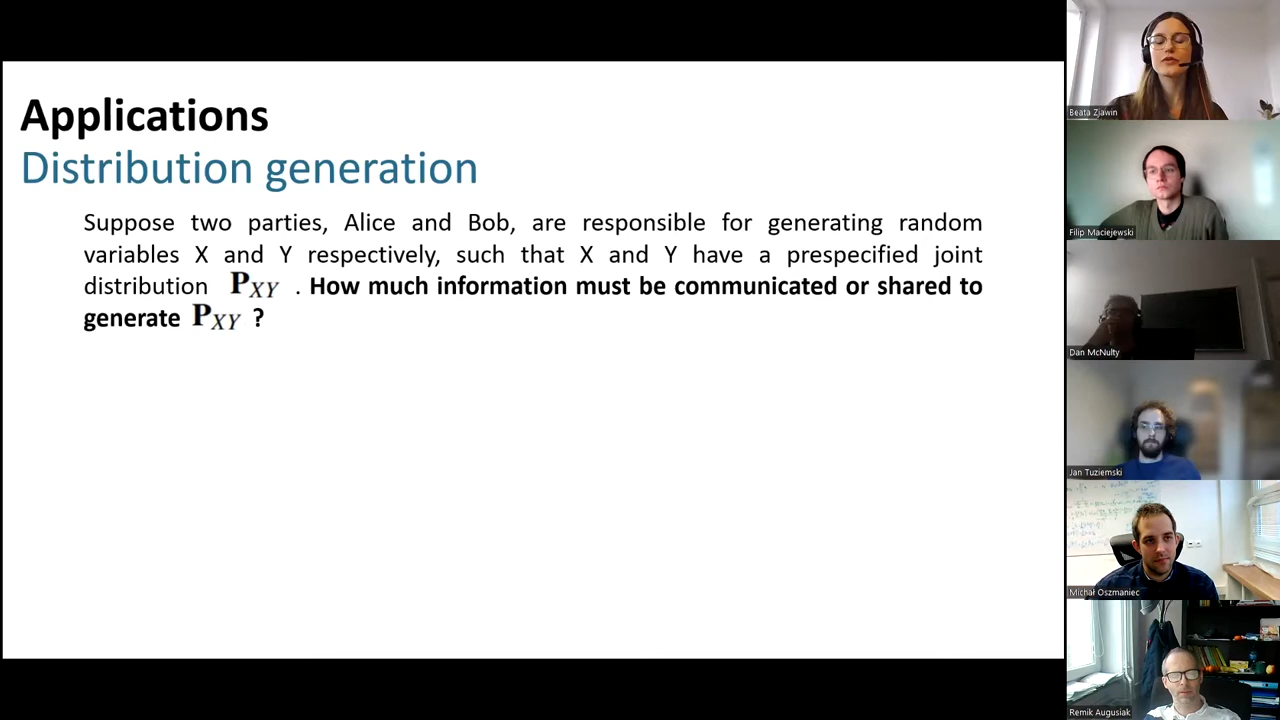 Applications
Distribution generation
Suppose two parties, Alice and Bob, are responsible for generating random
variables X and Y respectively, such that X and Y have a prespecified joint
distribution P_XY . How much information must be communicated or shared to
generate P_XY ?
Beata Zjawin
Filip Maciejewski
Dan McNulty
Jan Tuziemski
Michał Oszmaniec
Remik Augusiak